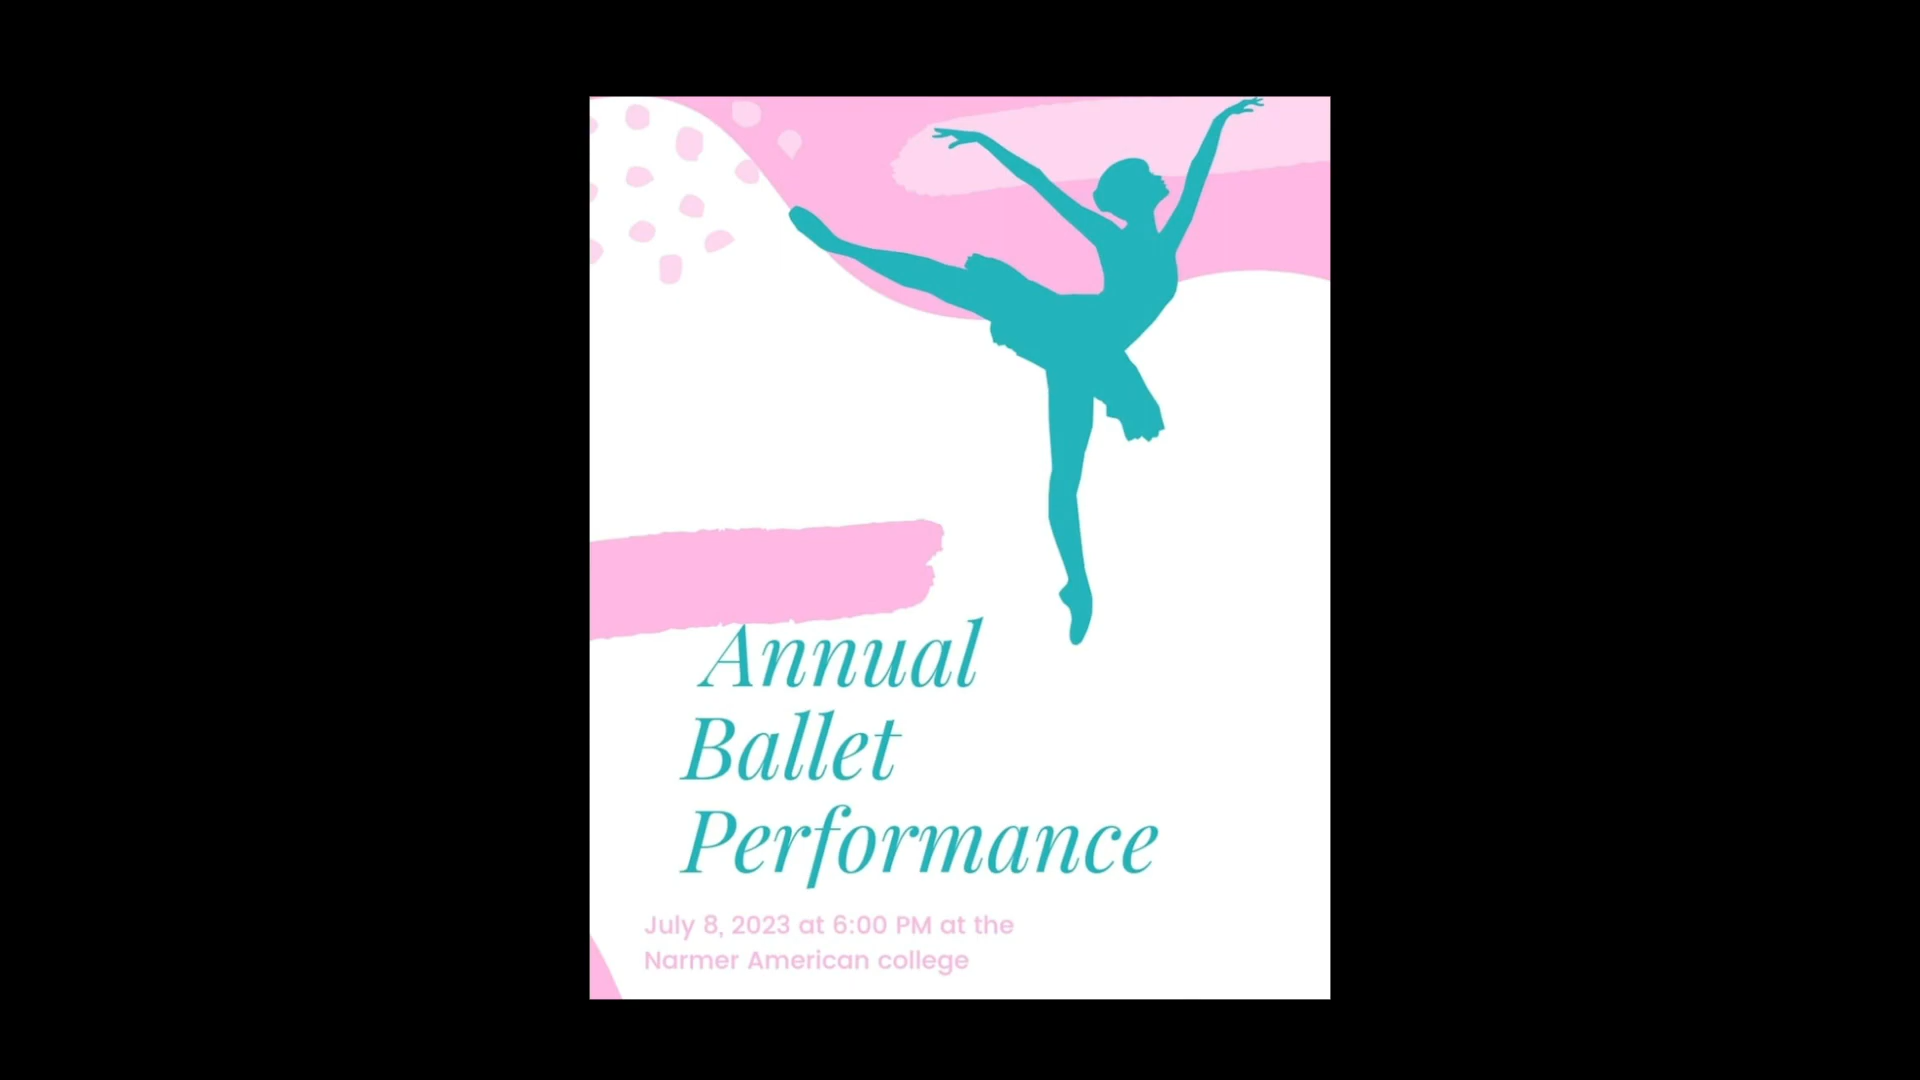 Annual
Ballet
Performance
July 8, 2023 at 6:00 PM at the
Narmer American college